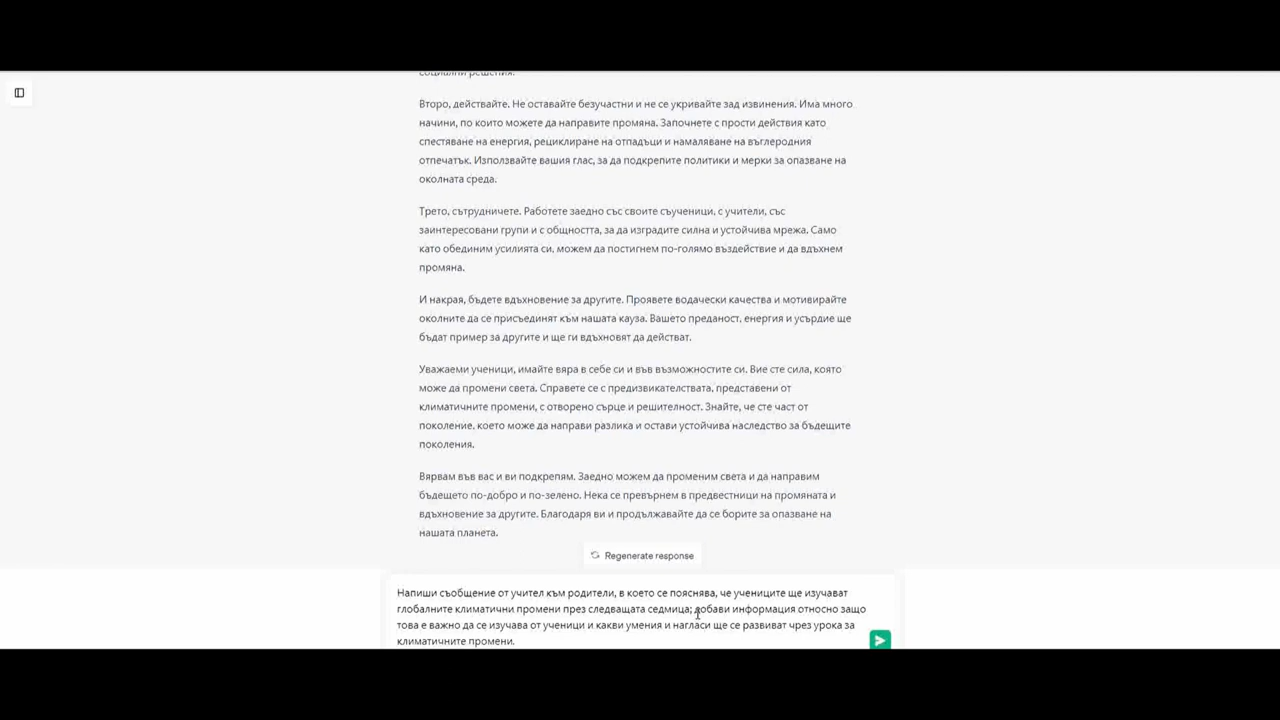 социални решения.
Второ, действайте. Не оставайте безучастни и не се укривайте зад извинения. Има много
начини, по които можете да направите промяна. Започнете с прости действия като
спестяване на енергия, рециклиране на отпадъци и намаляване на въглеродния
отпечатък. Използвайте вашия глас, за да подкрепите политики и мерки за опазване на
околната среда.
Трето, сътрудничете. Работете заедно със своите съученици, с учители, със
заинтересовани групи и с общността, за да изградите силна и устойчива мрежа. Само
като обединим усилията си, можем да постигнем по-голямо въздействие и да вдъхнем
промяна.
И накрая, бъдете вдъхновение за другите. Проявете водачески качества и мотивирайте
околните да се присъединят към нашата кауза. Вашето преданост, енергия и усърдие ще
бъдат пример за другите и ще ги вдъхновят да действат.
Уважаеми ученици, имайте вяра в себе си и във възможностите си. Вие сте сила, която
може да промени света. Справете се с предизвикателствата, представени от
климатичните промени, с отворено сърце и решителност. Знайте, че сте част от
поколение, което може да направи разлика и остави устойчива наследство за бъдещите
поколения.
Вярвам във вас и ви подкрепям. Заедно можем да променим света и да направим
бъдещето по-добро и по-зелено. Нека се превърнем в предвестници на промяната и
вдъхновение за другите. Благодаря ви и продължавайте да се борите за опазване на
нашата планета.
Regenerate response
Напиши съобщение от учител към родители, в което се пояснява, че учениците ще изучават
глобалните климатични промени през следващата седмица; добави информация относно защо
това е важно да се изучава от ученици и какви умения и нагласи ще се развиват чрез урока за
климатичните промени.